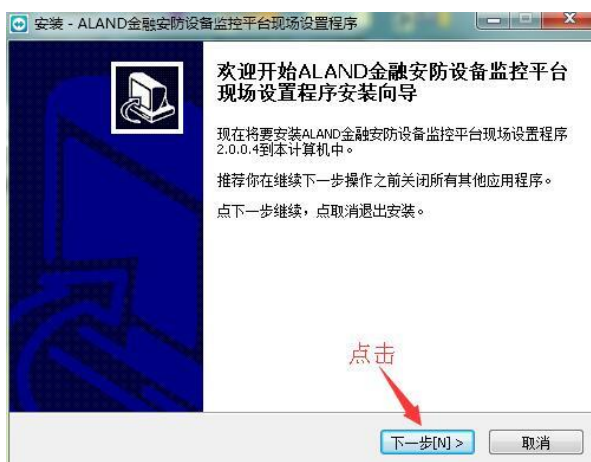 安装 - ALAND金融安防设备监控平台现场设置程序
欢迎开始ALAND金融安防设备监控平台
现场设置程序安装向导
现在将要安装ALAND金融安防设备监控平台现场设置程序
2.0.0.4到本计算机中。
推荐你在继续下一步操作之前关闭所有其他应用程序。
点下一步继续，点取消退出安装。
点击
下一步[N] >
取消